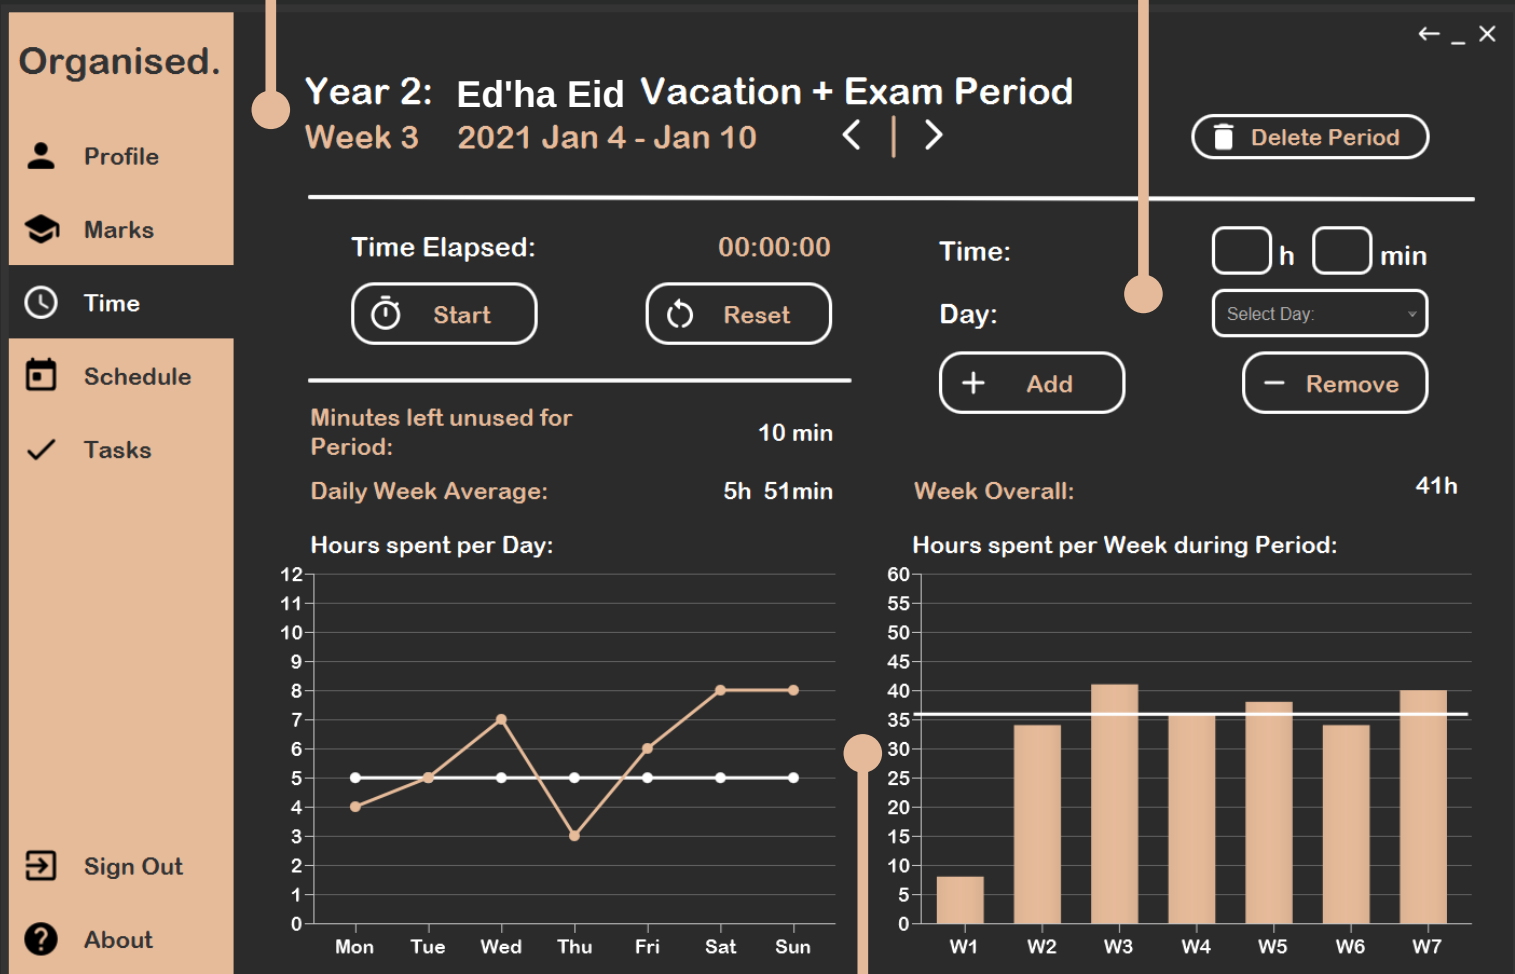 Organised.
Profile
Marks
Time
Schedule
Tasks
Sign Out
About
Year 2: Ed'ha Eid Vacation + Exam Period
Week 3 2021 Jan 4 - Jan 10
Delete Period
Time Elapsed: 00:00:00
Start Reset
Time: h min
Day: Select Day:
Add Remove
Minutes left unused for
Period:
10 min
Daily Week Average: 5h 51min
Week Overall: 41h
Hours spent per Day:
12
11
10
9
8
7
6
5
4
3
2
1
0
Mon Tue Wed Thu Fri Sat Sun
Hours spent per Week during Period:
60
55
50
45
40
35
30
25
20
15
10
5
0
W1 W2 W3 W4 W5 W6 W7